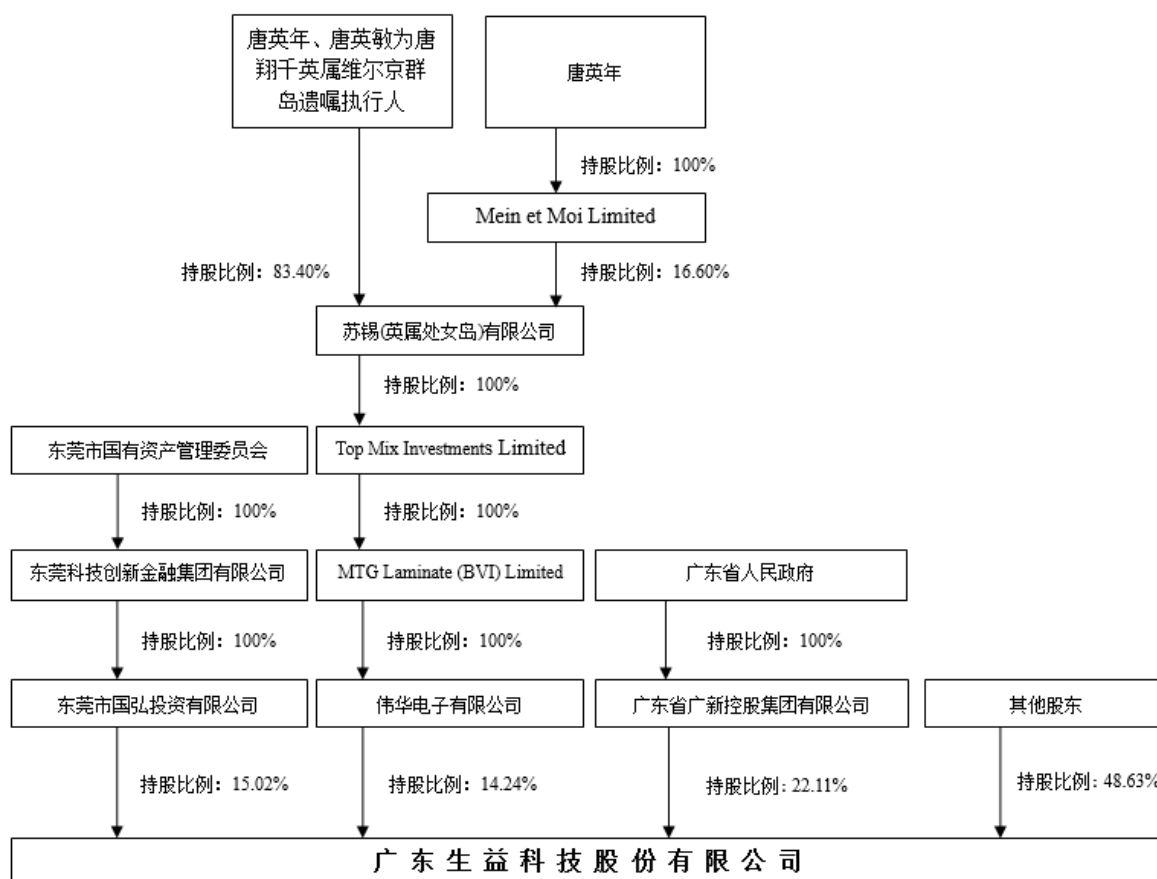 唐英年、唐英敏为唐
翔千英属维尔京群
岛遗嘱执行人
唐英年
持股比例：100%
Mein et Moi Limited
持股比例：83.40%
持股比例：16.60%
苏锡(英属处女岛)有限公司
持股比例：100%
东莞市国有资产管理委员会
Top Mix Investments Limited
持股比例：100%
持股比例：100%
东莞科技创新金融集团有限公司
MTG Laminate (BVI) Limited
广东省人民政府
持股比例：100%
持股比例：100%
持股比例：100%
东莞市国弘投资有限公司
伟华电子有限公司
广东省广新控股集团有限公司
其他股东
持股比例：15.02%
持股比例：14.24%
持股比例：22.11%
持股比例：48.63%
广东生益科技股份有限公司